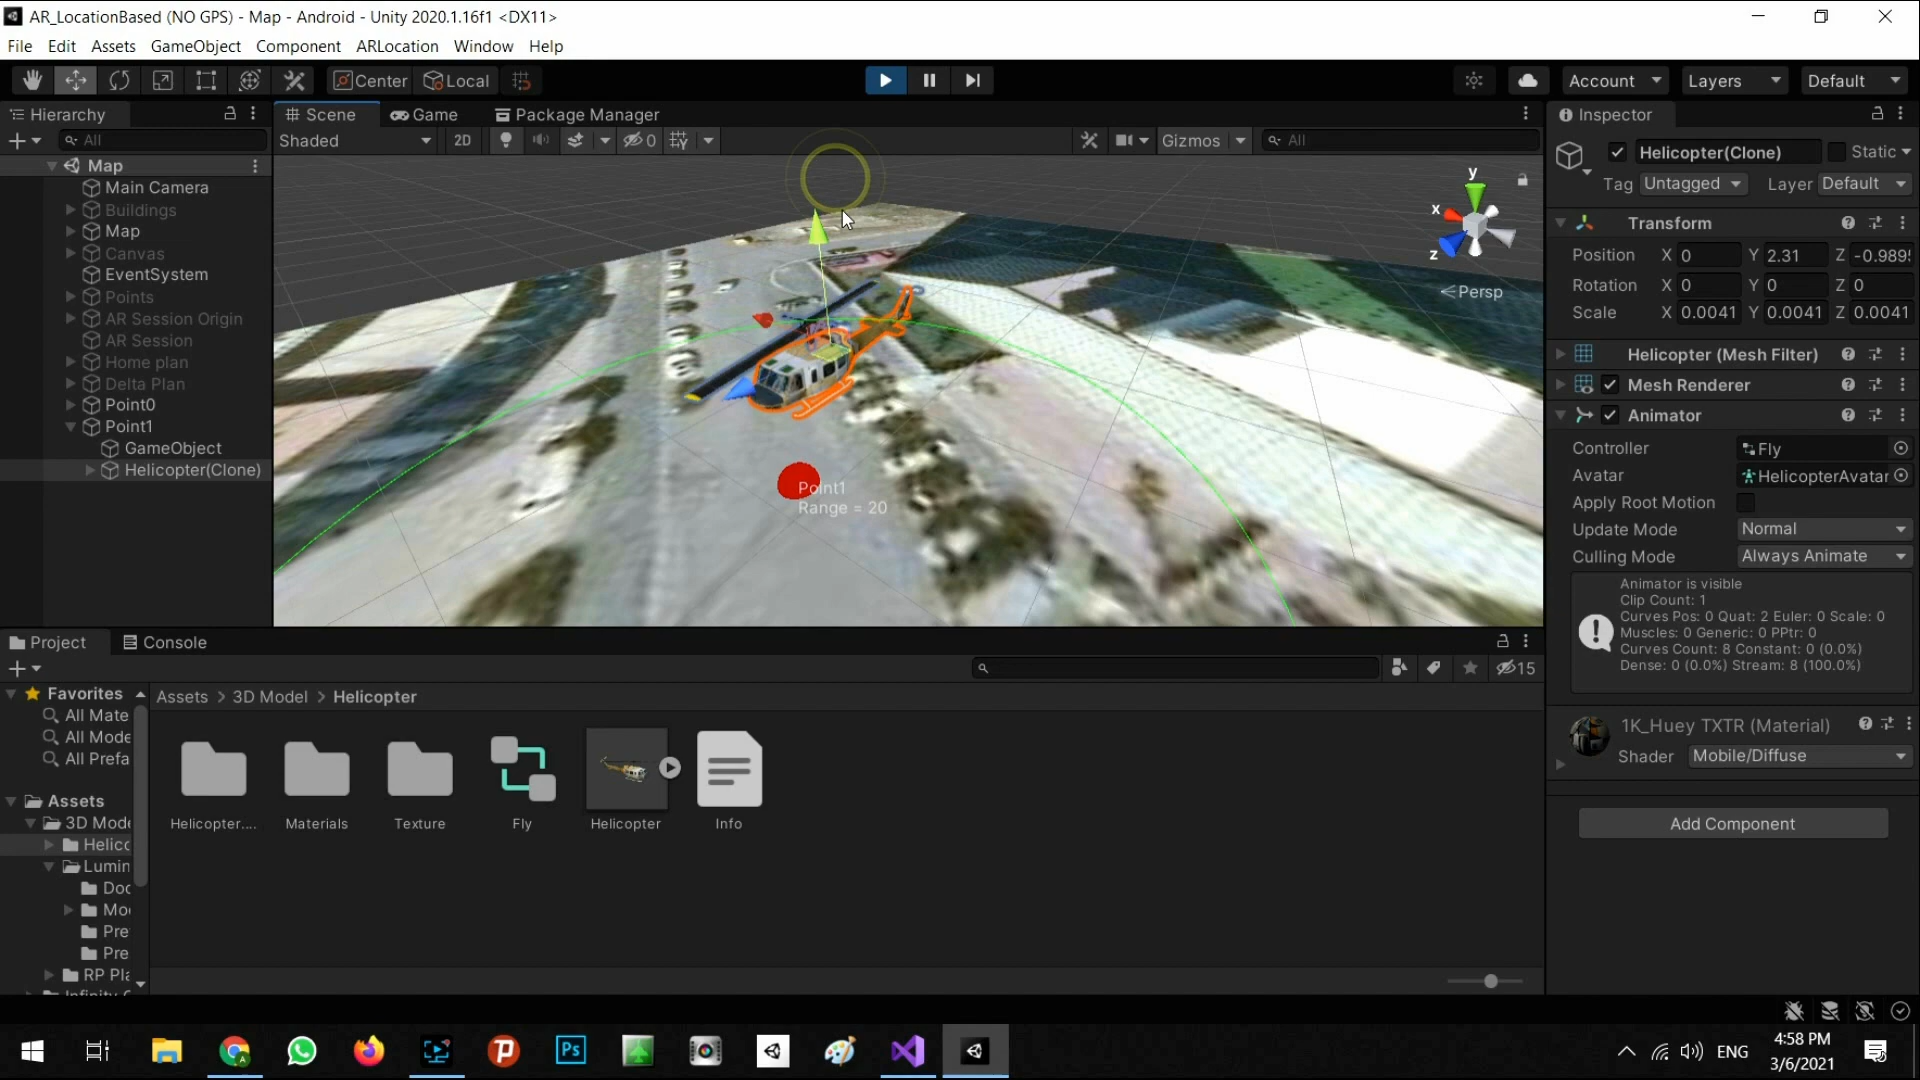 AR_LocationBased (NO GPS) - Map - Android - Unity 2020.1.16f1 <DX11>
File Edit Assets GameObject Component ARLocation Window Help
Center Local Account Layers Default
Hierarchy
All
Map
Main Camera
Buildings
Map
Canvas
EventSystem
Points
AR Session Origin
AR Session
Home plan
Delta Plan
Point0
Point1
GameObject
Helicopter(Clone)
Scene Game Package Manager
Shaded 2D 0 Gizmos All
y
x
z
Persp
Point1
Range = 20
Inspector
Helicopter(Clone) Static
Tag Untagged Layer Default
Transform
Position X 0 Y 2.31 Z -0.989
Rotation X 0 Y 0 Z 0
Scale X 0.0041 Y 0.0041 Z 0.0041
Helicopter (Mesh Filter)
Mesh Renderer
Animator
Controller Fly
Avatar HelicopterAvatar
Apply Root Motion
Update Mode Normal
Culling Mode Always Animate
Animator is visible
Clip Count: 1
Curves Pos: 0 Quat: 2 Euler: 0 Scale: 0
Muscles: 0 Generic: 0 PPtr: 0
Curves Count: 8 Constant: 0 (0.0%)
Dense: 0 (0.0%) Stream: 8 (100.0%)
1K_Huey TXTR (Material)
Shader Mobile/Diffuse
Add Component
Project Console
15
Favorites
All Mate
All Mode
All Prefa
Assets
3D Mode
Helico
Lumin
Doc
Mo
Pre
Pre
RP Pla
Assets > 3D Model > Helicopter
Helicopter.... Materials Texture Fly Helicopter Info
Ps
ENG
4:58 PM
3/6/2021